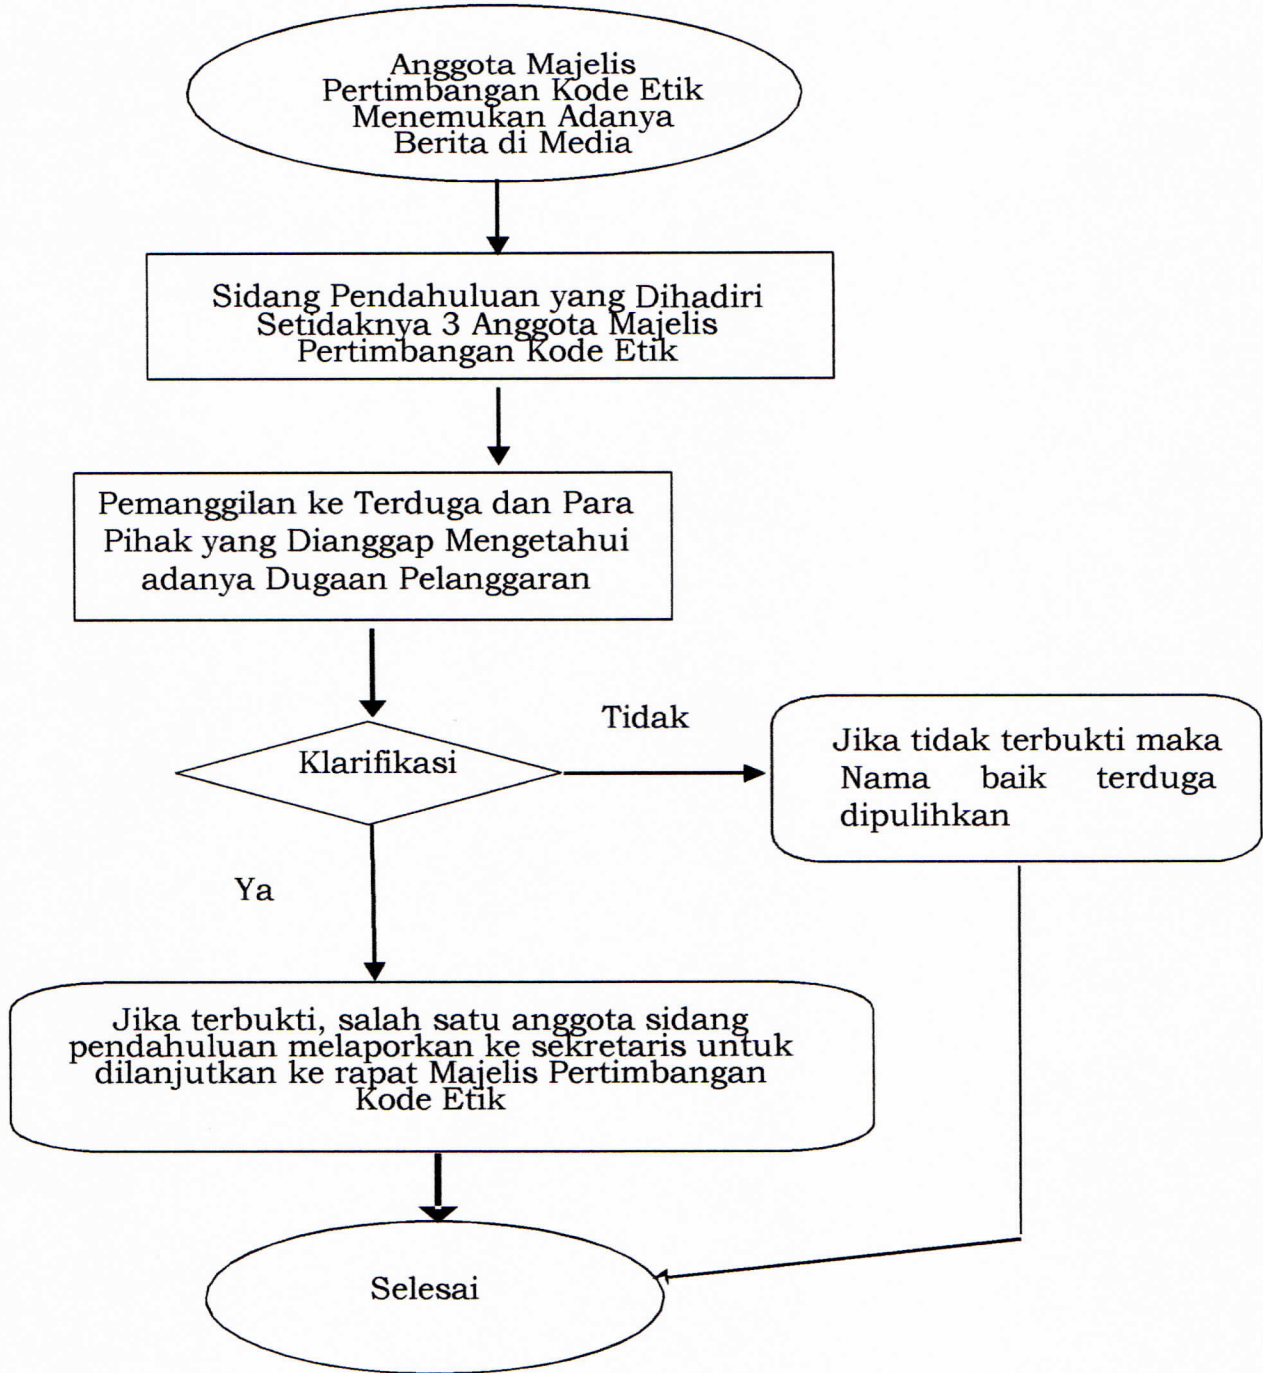 Anggota Majelis
Pertimbangan Kode Etik
Menemukan Adanya
Berita di Media
Sidang Pendahuluan yang Dihadiri
Setidaknya 3 Anggota Majelis
Pertimbangan Kode Etik
Pemanggilan ke Terduga dan Para
Pihak yang Dianggap Mengetahui
adanya Dugaan Pelanggaran
Klarifikasi
Tidak
Jika tidak terbukti maka
Nama baik terduga
dipulihkan
Ya
Jika terbukti, salah satu anggota sidang
pendahuluan melaporkan ke sekretaris untuk
dilanjutkan ke rapat Majelis Pertimbangan
Kode Etik
Selesai